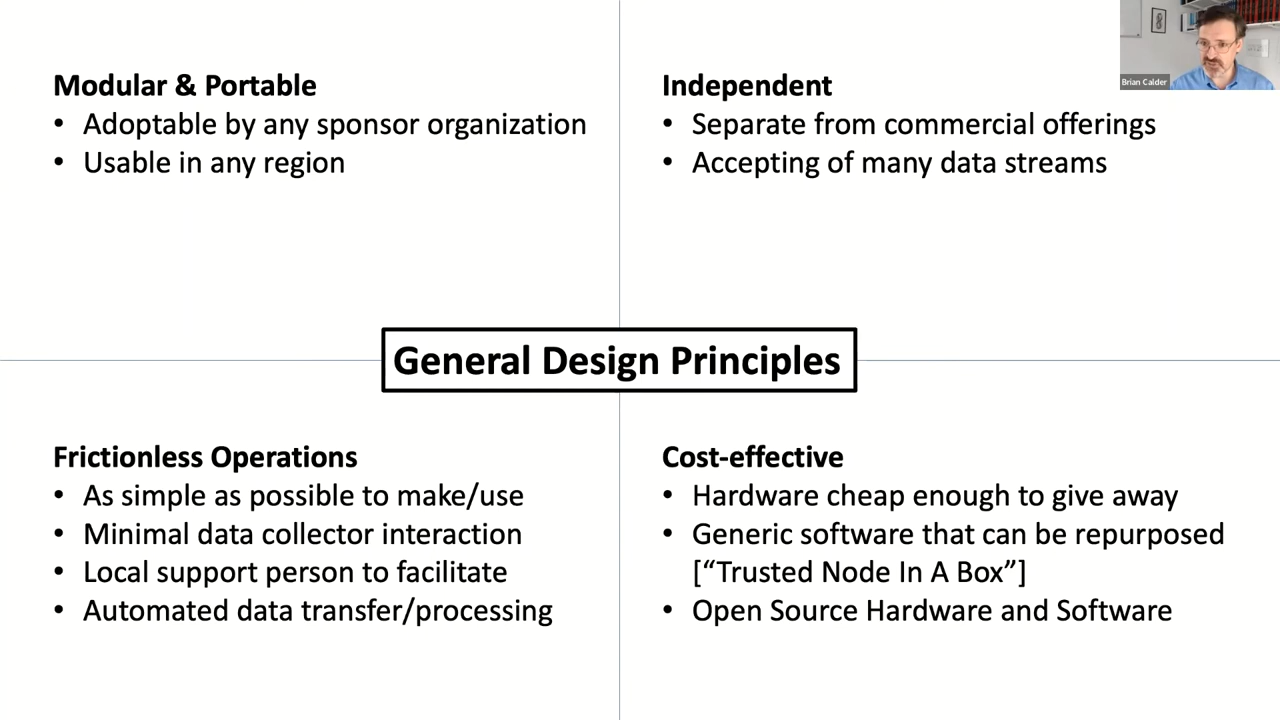 Modular & Portable
• Adoptable by any sponsor organization
• Usable in any region
Independent
• Separate from commercial offerings
• Accepting of many data streams
Brian Calder
General Design Principles
Frictionless Operations
• As simple as possible to make/use
• Minimal data collector interaction
• Local support person to facilitate
• Automated data transfer/processing
Cost-effective
• Hardware cheap enough to give away
• Generic software that can be repurposed
[“Trusted Node In A Box”]
• Open Source Hardware and Software